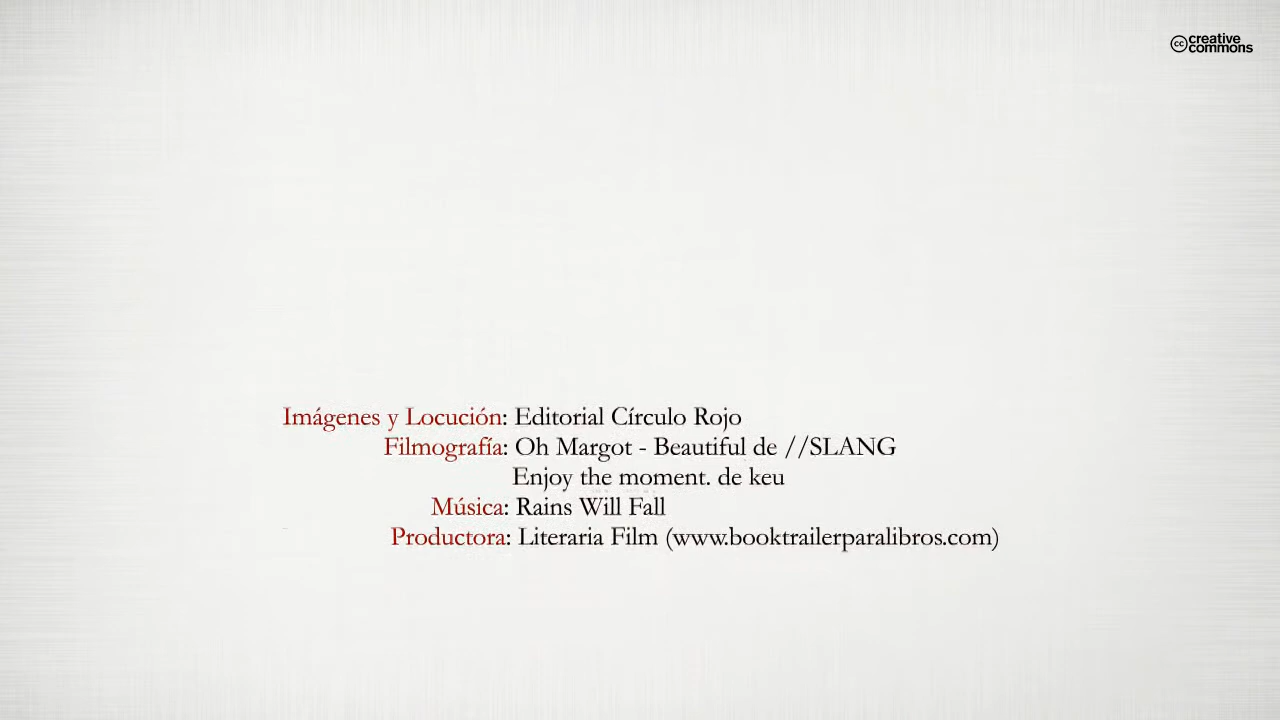 creative
commons
Imágenes y Locución: Editorial Círculo Rojo
Filmografía: Oh Margot - Beautiful de //SLANG
Enjoy the moment. de keu
Música: Rains Will Fall
Productora: Literaria Film (www.booktrailerparalibros.com)